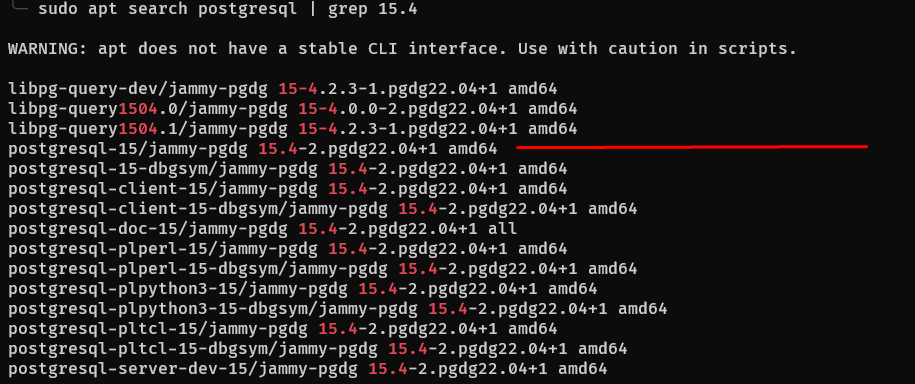 sudo apt search postgresql | grep 15.4
WARNING: apt does not have a stable CLI interface. Use with caution in scripts.
libpg-query-dev/jammy-pgdg 15-4.2.3-1.pgdg22.04+1 amd64
libpg-query1504.0/jammy-pgdg 15-4.0.0-2.pgdg22.04+1 amd64
libpg-query1504.1/jammy-pgdg 15-4.2.3-1.pgdg22.04+1 amd64
postgresql-15/jammy-pgdg 15.4-2.pgdg22.04+1 amd64
postgresql-15-dbgsym/jammy-pgdg 15.4-2.pgdg22.04+1 amd64
postgresql-client-15/jammy-pgdg 15.4-2.pgdg22.04+1 amd64
postgresql-client-15-dbgsym/jammy-pgdg 15.4-2.pgdg22.04+1 amd64
postgresql-doc-15/jammy-pgdg 15.4-2.pgdg22.04+1 all
postgresql-plperl-15/jammy-pgdg 15.4-2.pgdg22.04+1 amd64
postgresql-plperl-15-dbgsym/jammy-pgdg 15.4-2.pgdg22.04+1 amd64
postgresql-plpython3-15/jammy-pgdg 15.4-2.pgdg22.04+1 amd64
postgresql-plpython3-15-dbgsym/jammy-pgdg 15.4-2.pgdg22.04+1 amd64
postgresql-pltcl-15/jammy-pgdg 15.4-2.pgdg22.04+1 amd64
postgresql-pltcl-15-dbgsym/jammy-pgdg 15.4-2.pgdg22.04+1 amd64
postgresql-server-dev-15/jammy-pgdg 15.4-2.pgdg22.04+1 amd64